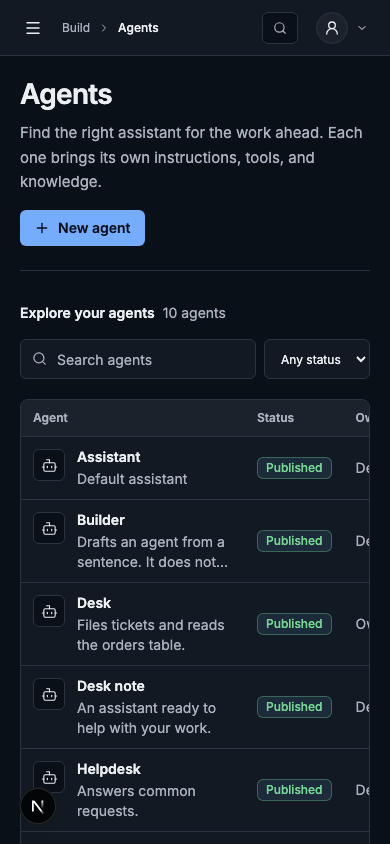 Build > Agents
Agents
Find the right assistant for the work ahead. Each
one brings its own instructions, tools, and
knowledge.
+ New agent
Explore your agents 10 agents
Search agents
Any status
Agent Status
Assistant
Default assistant
Published
Builder
Drafts an agent from a
sentence. It does not...
Published
Desk
Files tickets and reads
the orders table.
Published
Desk note
An assistant ready to
help with your work.
Published
Helpdesk
Answers common
requests.
Published
N